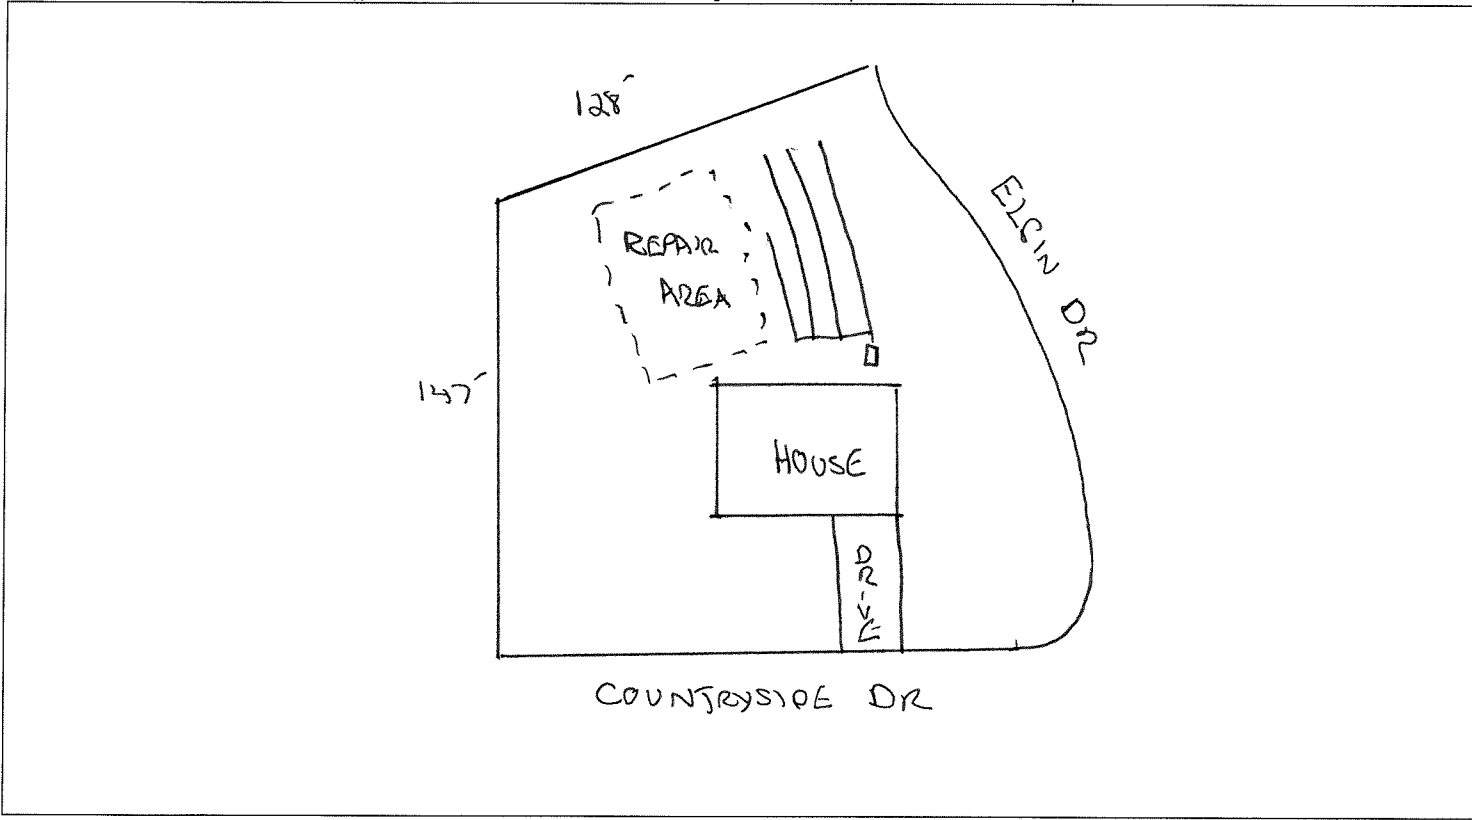 128'
ELGIN DR
REPAIR
AREA
147'
HOUSE
DRIVE
COUNTRYSIDE DR